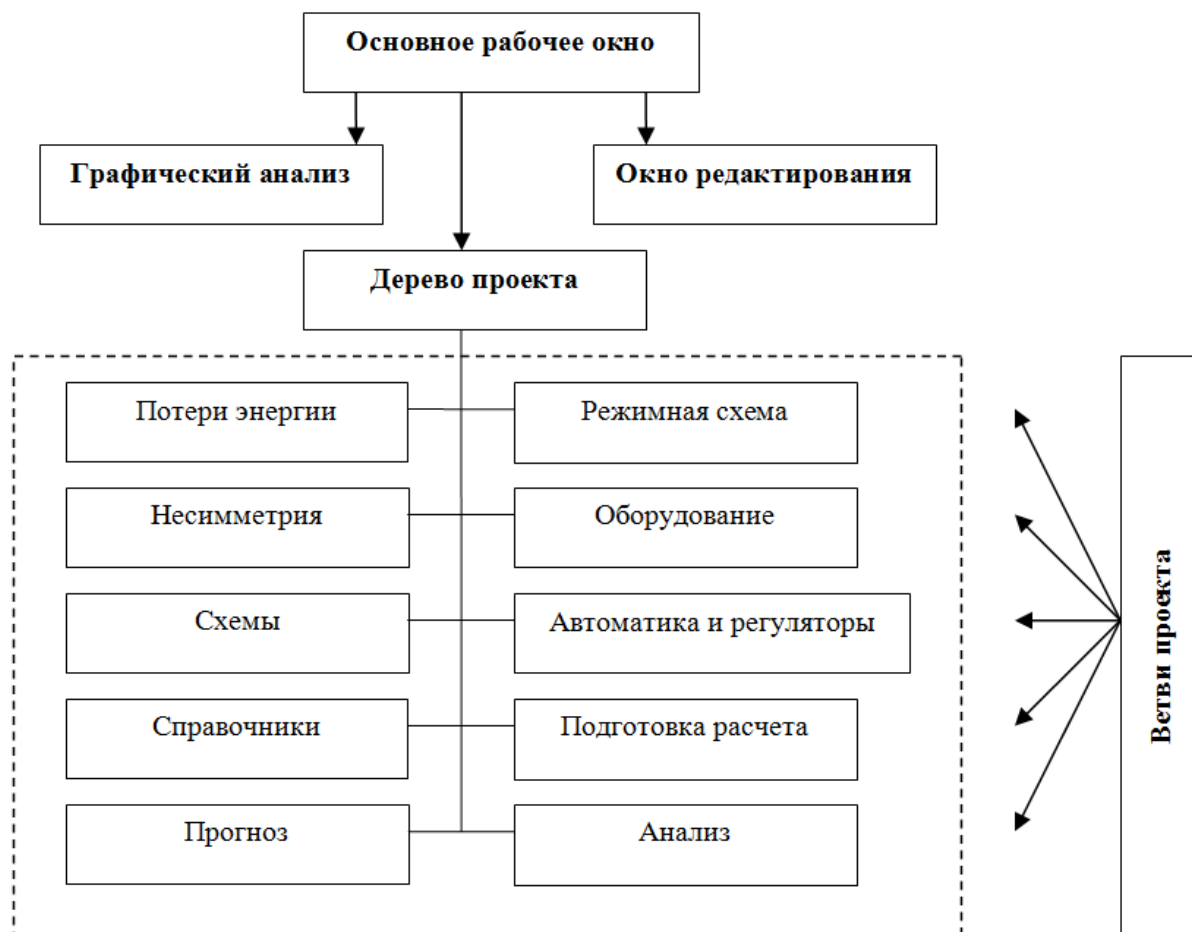 Основное рабочее окно
Графический анализ
Окно редактирования
Дерево проекта
Потери энергии
Режимная схема
Несимметрия
Оборудование
Схемы
Автоматика и регуляторы
Справочники
Подготовка расчета
Прогноз
Анализ
Ветви проекта